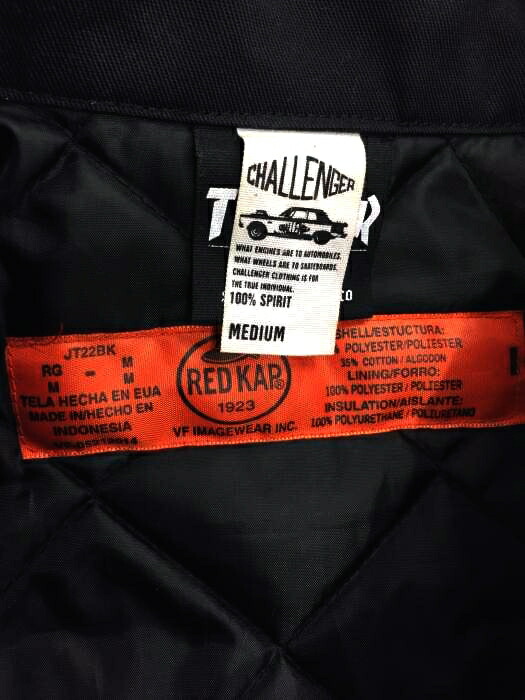 CHALLENGER
WHAT ENGINES ARE TO AUTOMOBILES.
WHAT WHEELS ARE TO SKATEBOARDS.
CHALLENGER CLOTHING IS FOR
THE TRUE INDIVIDUAL.
100% SPIRIT
MEDIUM
T R
CO
JT22BK
RG - M
M M
TELA HECHA EN EUA
MADE IN/HECHO EN
INDONESIA
RED KAP®
1923
VF IMAGEWEAR INC.
SHELL/ESTUCTURA:
POLYESTER/POLIESTER
35% COTTON / ALGODON
LINING/FORRO:
100% POLYESTER / POLIESTER
INSULATION/AISLANTE:
100% POLYURETHANE / POLIURETANO